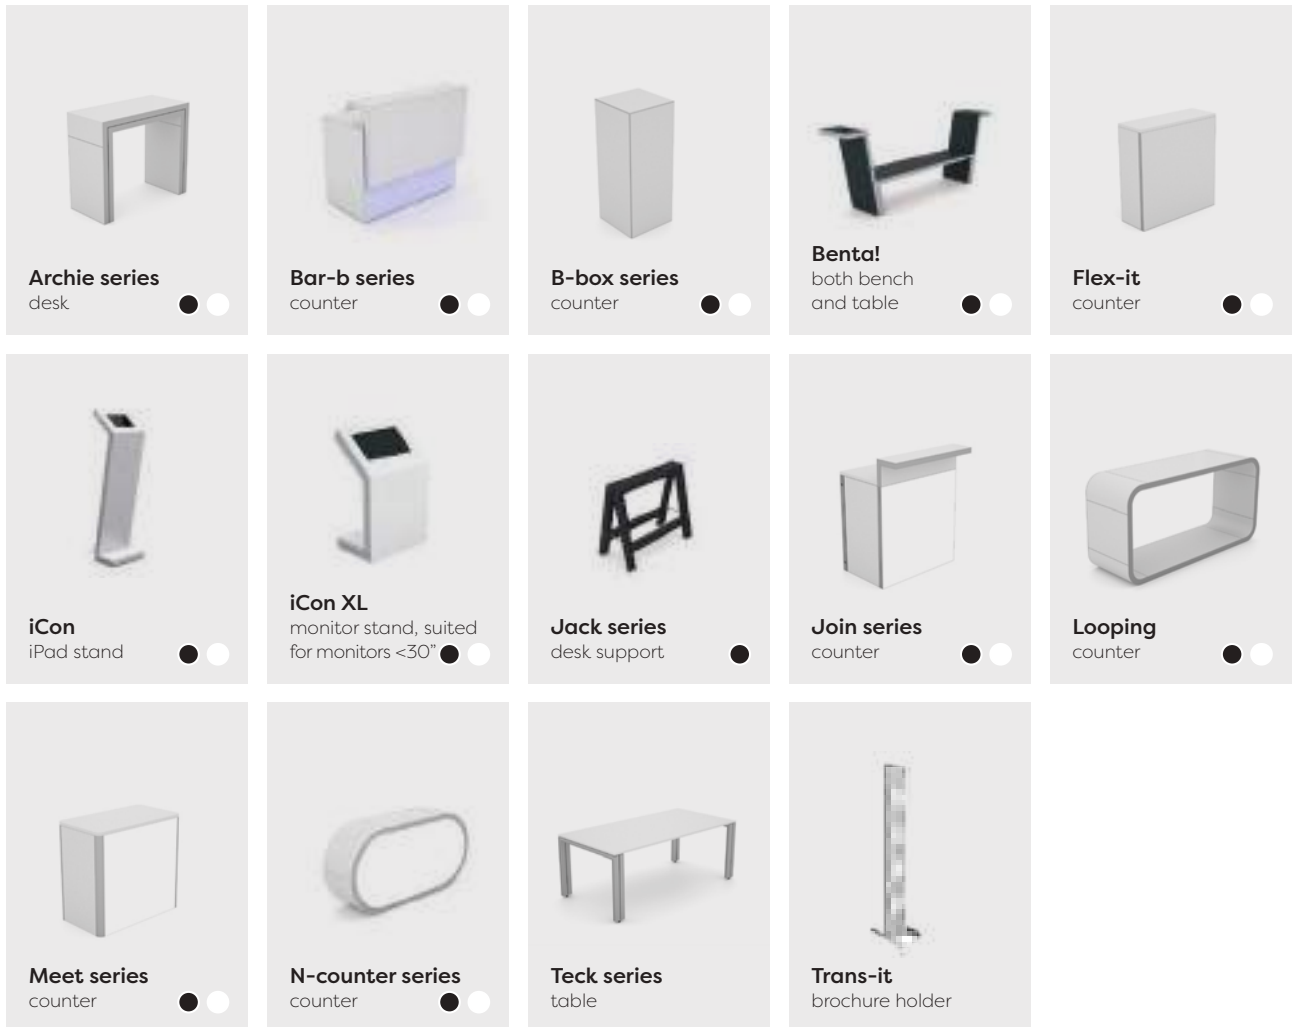 Archie series
desk
Bar-b series
counter
B-box series
counter
Benta!
both bench
and table
Flex-it
counter
iCon
iPad stand
iCon XL
monitor stand, suited
for monitors <30”
Jack series
desk support
Join series
counter
Looping
counter
Meet series
counter
N-counter series
counter
Teck series
table
Trans-it
brochure holder